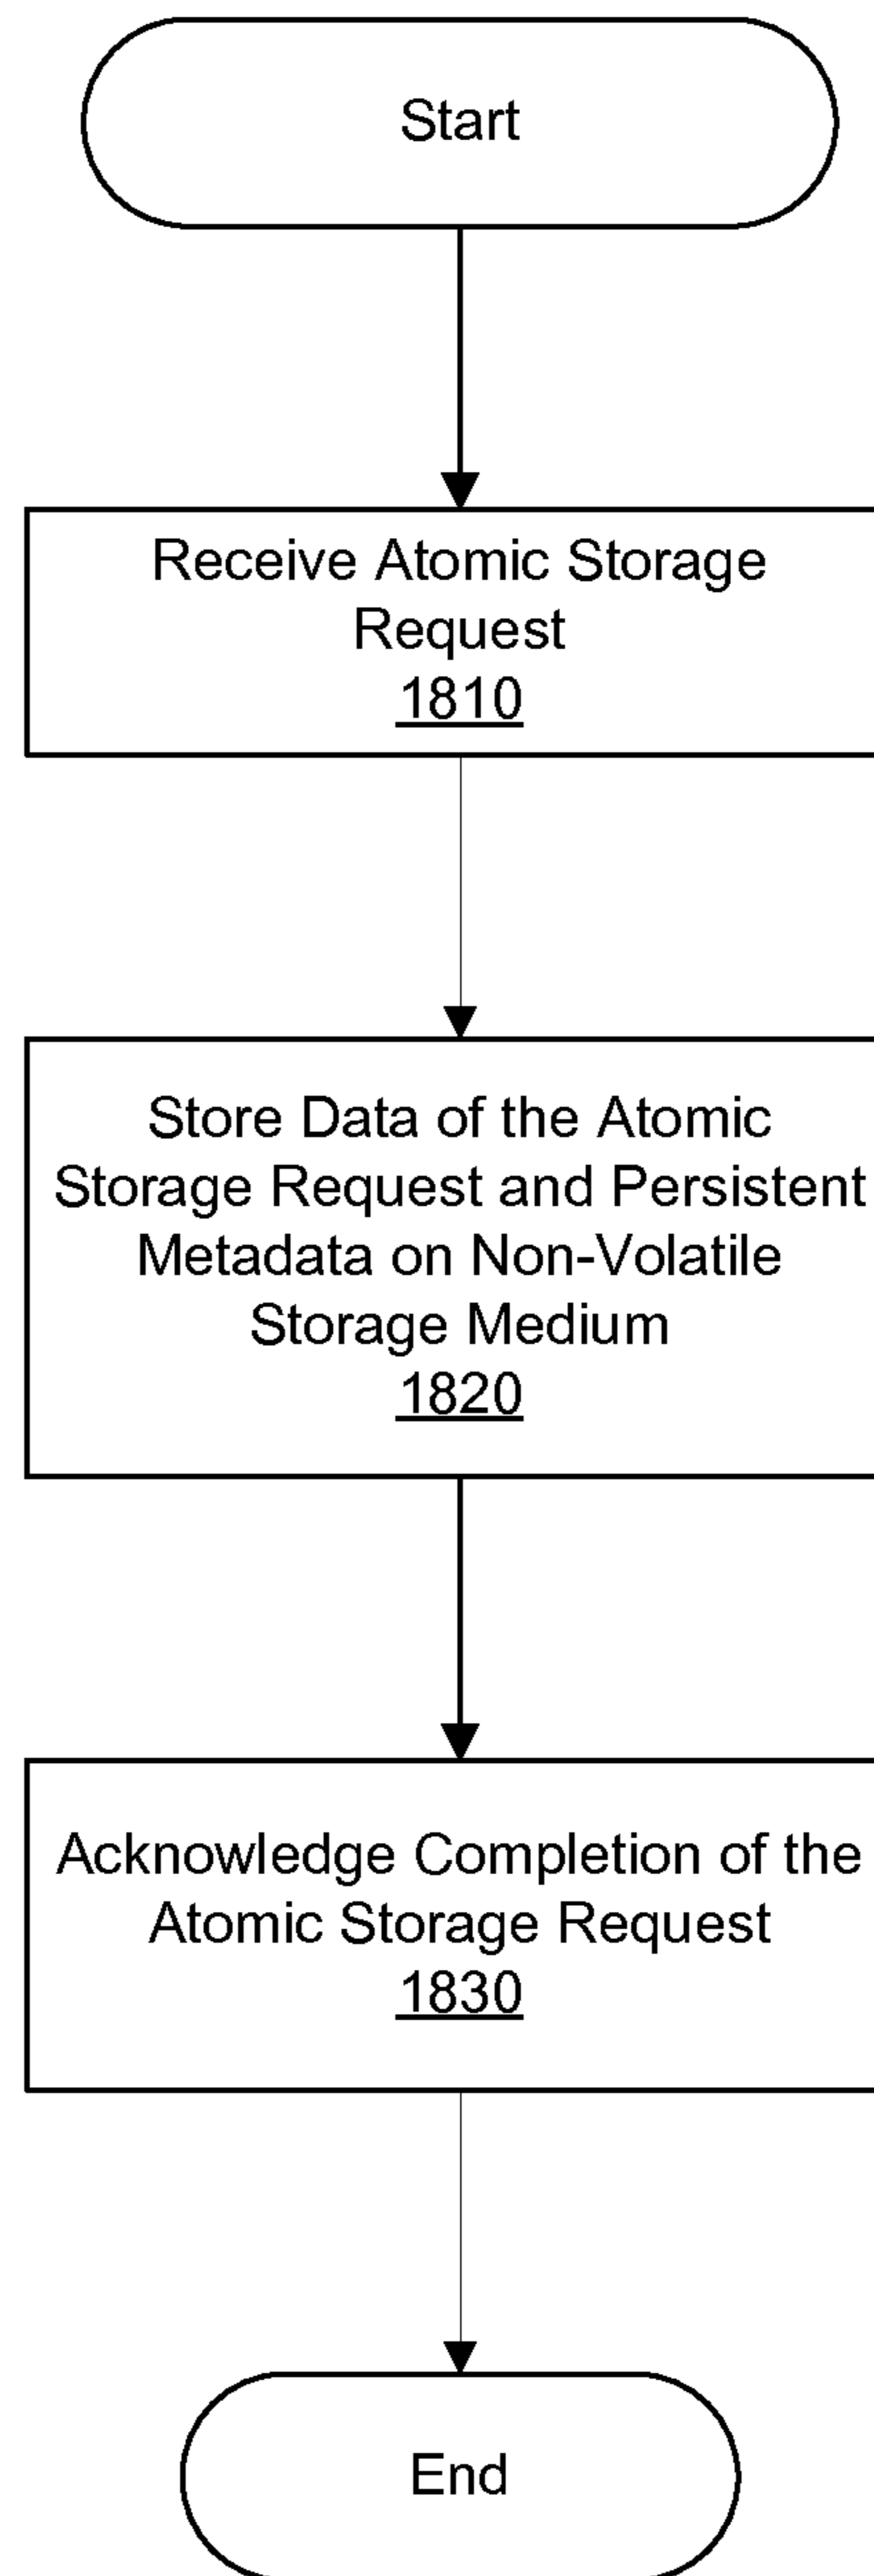 Start
Receive Atomic Storage
Request
1810
Store Data of the Atomic
Storage Request and Persistent
Metadata on Non-Volatile
Storage Medium
1820
Acknowledge Completion of the
Atomic Storage Request
1830
End